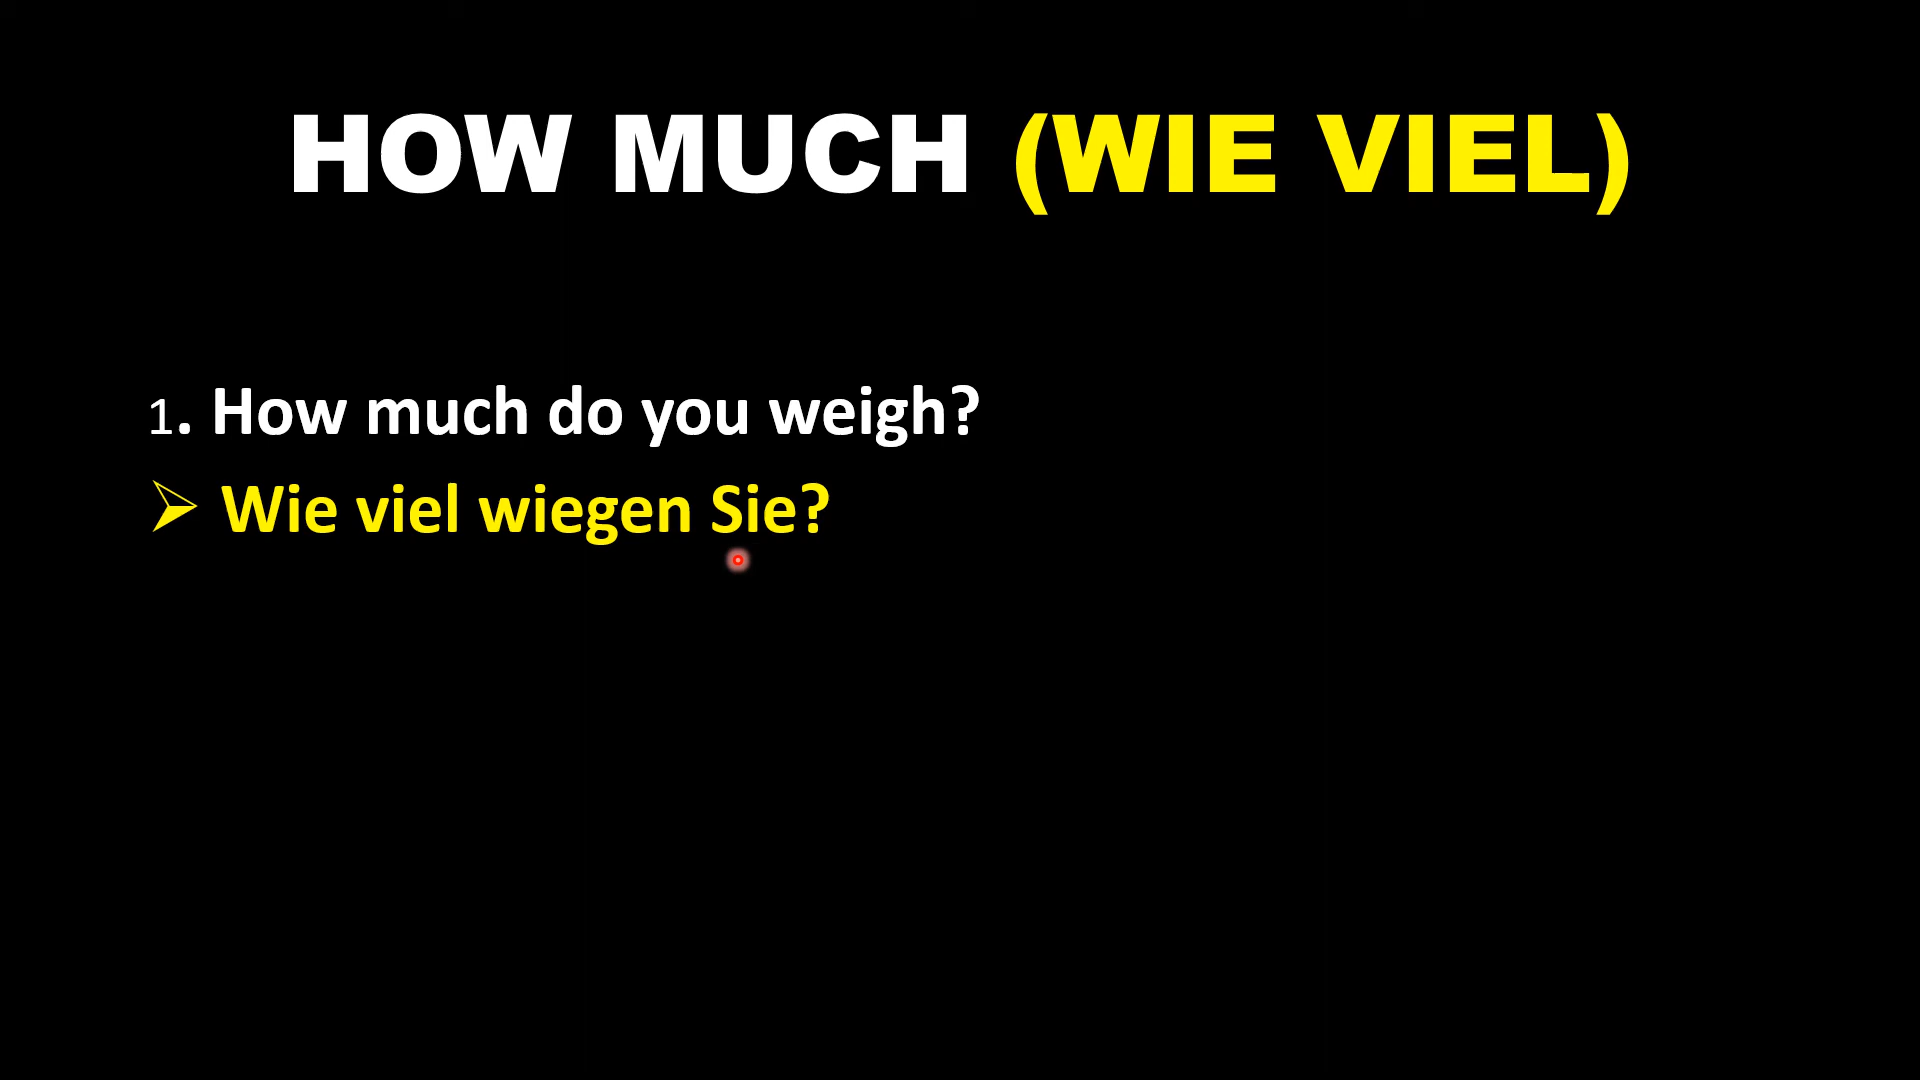 HOW MUCH (WIE VIEL)
1. How much do you weigh?
➢ Wie viel wiegen Sie?